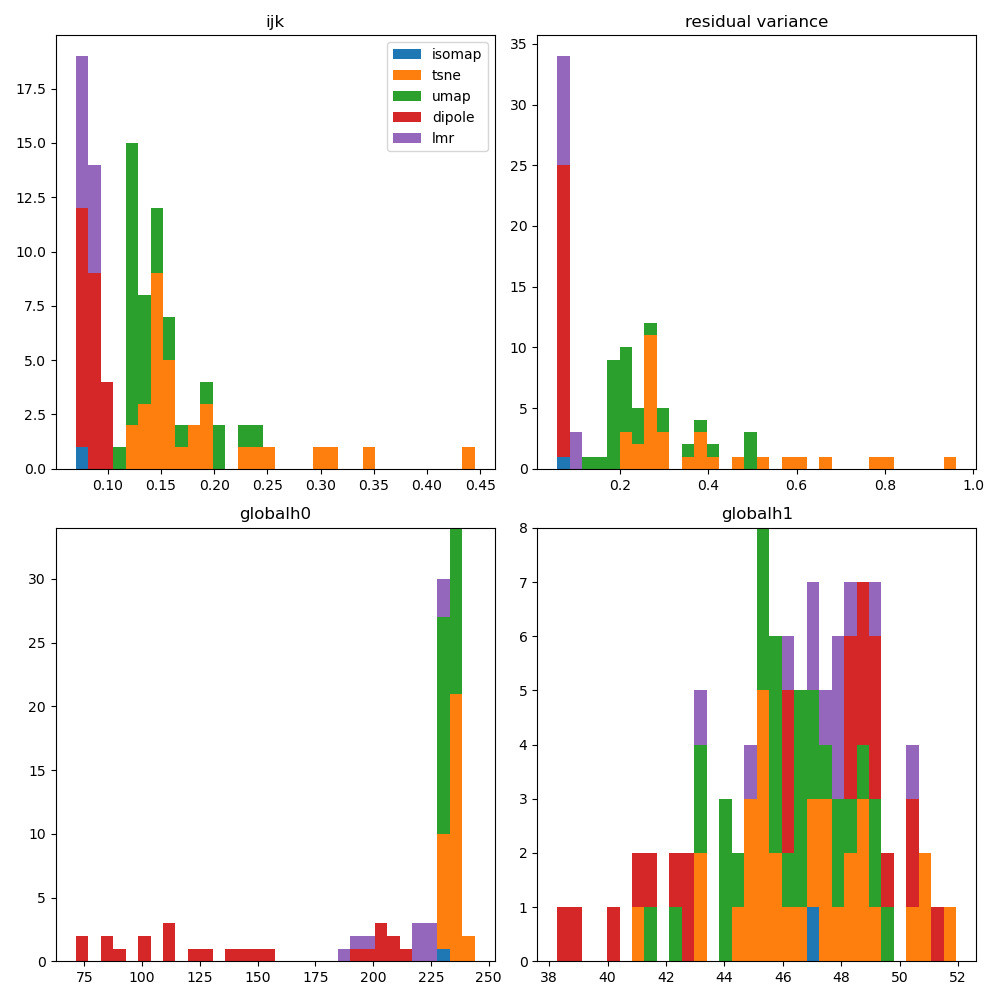 ijk
17.5
15.0
12.5
10.0
7.5
5.0
2.5
0.0
0.10 0.15 0.20 0.25 0.30 0.35 0.40 0.45
isomap
tsne
umap
dipole
lmr
residual variance
35
30
25
20
15
10
5
0
0.2 0.4 0.6 0.8 1.0
globalh0
30
25
20
15
10
5
0
75 100 125 150 175 200 225 250
globalh1
8
7
6
5
4
3
2
1
0
38 40 42 44 46 48 50 52